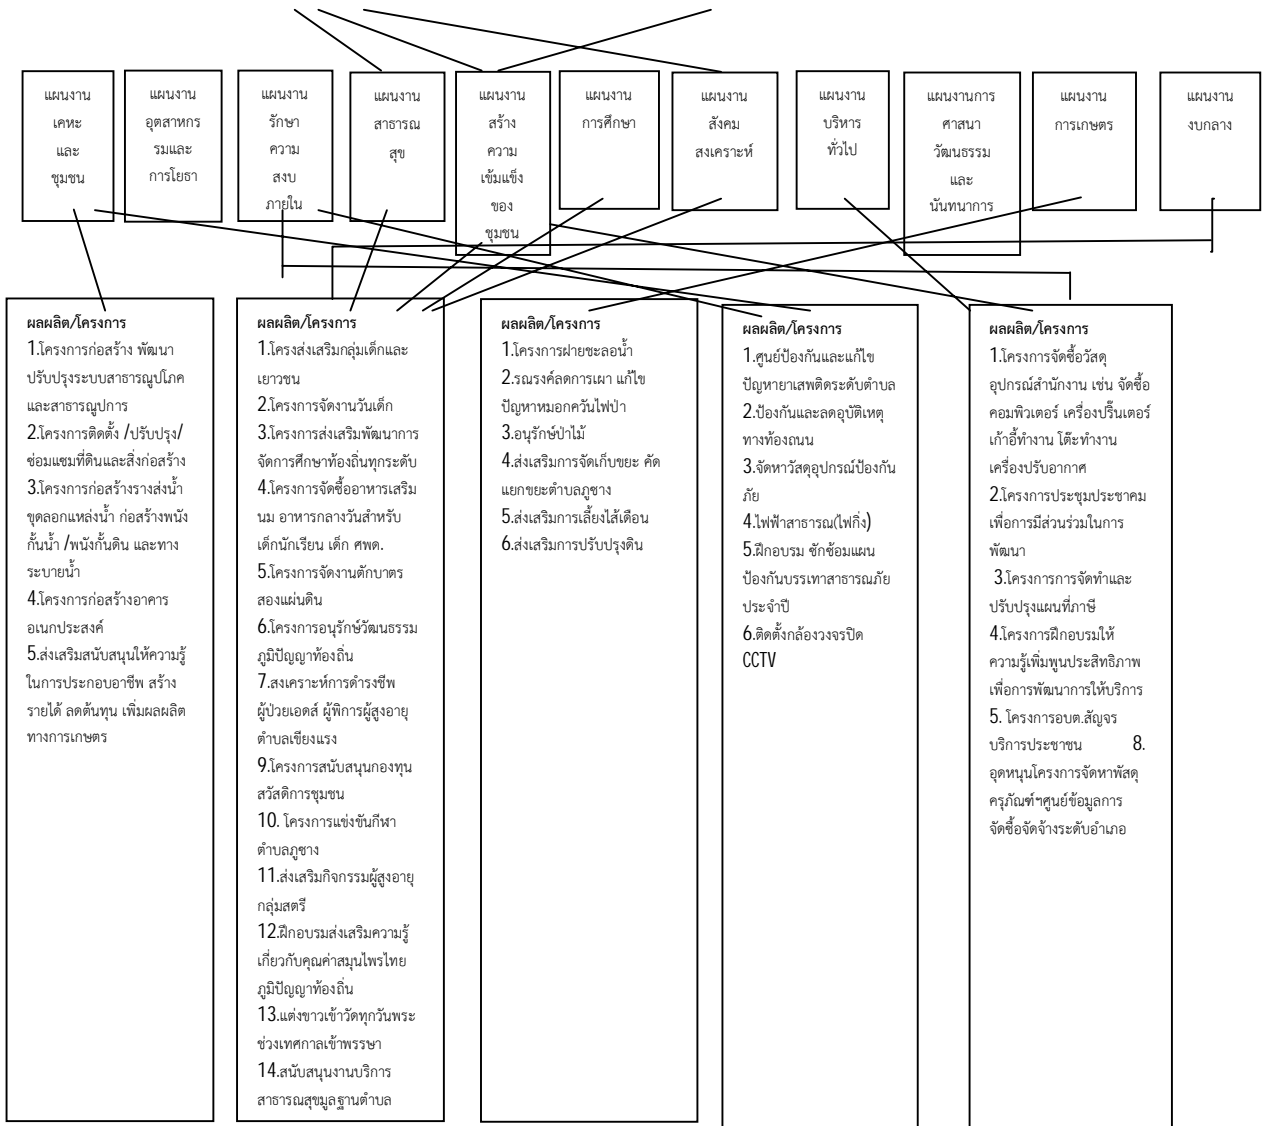 แผนงาน
เคหะ
และ
ชุมชน
แผนงาน
อุตสาหกร
รมและ
การโยธา
แผนงาน
รักษา
ความ
สงบ
ภายใน
แผนงาน
สาธารณ
สุข
แผนงาน
สร้าง
ความ
เข้มแข็ง
ของ
ชุมชน
แผนงาน
การศึกษา
แผนงาน
สังคม
สงเคราะห์
แผนงาน
บริหาร
ทั่วไป
แผนงานการ
ศาสนา
วัฒนธรรม
และ
นันทนาการ
แผนงาน
การเกษตร
แผนงาน
งบกลาง
ผลผลิต/โครงการ
1.โครงการก่อสร้าง พัฒนา
ปรับปรุงระบบสาธารณูปโภค
และสาธารณูปการ
2.โครงการติดตั้ง /ปรับปรุง/
ซ่อมแซมที่ดินและสิ่งก่อสร้าง
3.โครงการก่อสร้างรางส่งน้ำ
ขุดลอกแหล่งน้ำ ก่อสร้างพนัง
กั้นน้ำ /พนังกั้นดิน และทาง
ระบายน้ำ
4.โครงการก่อสร้างอาคาร
อเนกประสงค์
5.ส่งเสริมสนับสนุนให้ความรู้
ในการประกอบอาชีพ สร้าง
รายได้ ลดต้นทุน เพิ่มผลผลิต
ทางการเกษตร
ผลผลิต/โครงการ
1.โครงส่งเสริมกลุ่มเด็กและ
เยาวชน
2.โครงการจัดงานวันเด็ก
3.โครงการส่งเสริมพัฒนาการ
จัดการศึกษาท้องถิ่นทุกระดับ
4.โครงการจัดซื้ออาหารเสริม
นม อาหารกลางวันสำหรับ
เด็กนักเรียน เด็ก ศพด.
5.โครงการจัดงานตักบาตร
สองแผ่นดิน
6.โครงการอนุรักษ์วัฒนธรรม
ภูมิปัญญาท้องถิ่น
7.สงเคราะห์การดำรงชีพ
ผู้ป่วยเอดส์ ผู้พิการผู้สูงอายุ
ตำบลเขียงแรง
9.โครงการสนับสนุนกองทุน
สวัสดิการชุมชน
10. โครงการแข่งขันกีฬา
ตำบลภูซาง
11.ส่งเสริมกิจกรรมผู้สูงอายุ
กลุ่มสตรี
12.ฝึกอบรมส่งเสริมความรู้
เกี่ยวกับคุณค่าสมุนไพรไทย
ภูมิปัญญาท้องถิ่น
13.แต่งขาวเข้าวัดทุกวันพระ
ช่วงเทศกาลเข้าพรรษา
14.สนับสนุนงานบริการ
สาธารณสุขมูลฐานตำบล
ผลผลิต/โครงการ
1.โครงการฝายชะลอน้ำ
2.รณรงค์ลดการเผา แก้ไข
ปัญหาหมอกควันไฟป่า
3.อนุรักษ์ป่าไม้
4.ส่งเสริมการจัดเก็บขยะ คัด
แยกขยะตำบลภูซาง
5.ส่งเสริมการเลี้ยงไส้เดือน
6.ส่งเสริมการปรับปรุงดิน
ผลผลิต/โครงการ
1.ศูนย์ป้องกันและแก้ไข
ปัญหายาเสพติดระดับตำบล
2.ป้องกันและลดอุบัติเหตุ
ทางท้องถนน
3.จัดหาวัสดุอุปกรณ์ป้องกัน
ภัย
4.ไฟฟ้าสาธารณ(ไฟกิ่ง)
5.ฝึกอบรม ซักซ้อมแผน
ป้องกันบรรเทาสาธารณภัย
ประจำปี
6.ติดตั้งกล้องวงจรปิด
CCTV
ผลผลิต/โครงการ
1.โครงการจัดซื้อวัสดุ
อุปกรณ์สำนักงาน เช่น จัดซื้อ
คอมพิวเตอร์ เครื่องปริ๊นเตอร์
เก้าอี้ทำงาน โต๊ะทำงาน
เครื่องปรับอากาศ
2.โครงการประชุมประชาคม
เพื่อการมีส่วนร่วมในการ
พัฒนา
3.โครงการการจัดทำและ
ปรับปรุงแผนที่ภาษี
4.โครงการฝึกอบรมให้
ความรู้เพิ่มพูนประสิทธิภาพ
เพื่อการพัฒนาการให้บริการ
5. โครงการอบต.สัญจร
บริการประชาชน 8.
อุดหนุนโครงการจัดหาพัสดุ
ครุภัณฑ์ฯศูนย์ข้อมูลการ
จัดซื้อจัดจ้างระดับอำเภอ